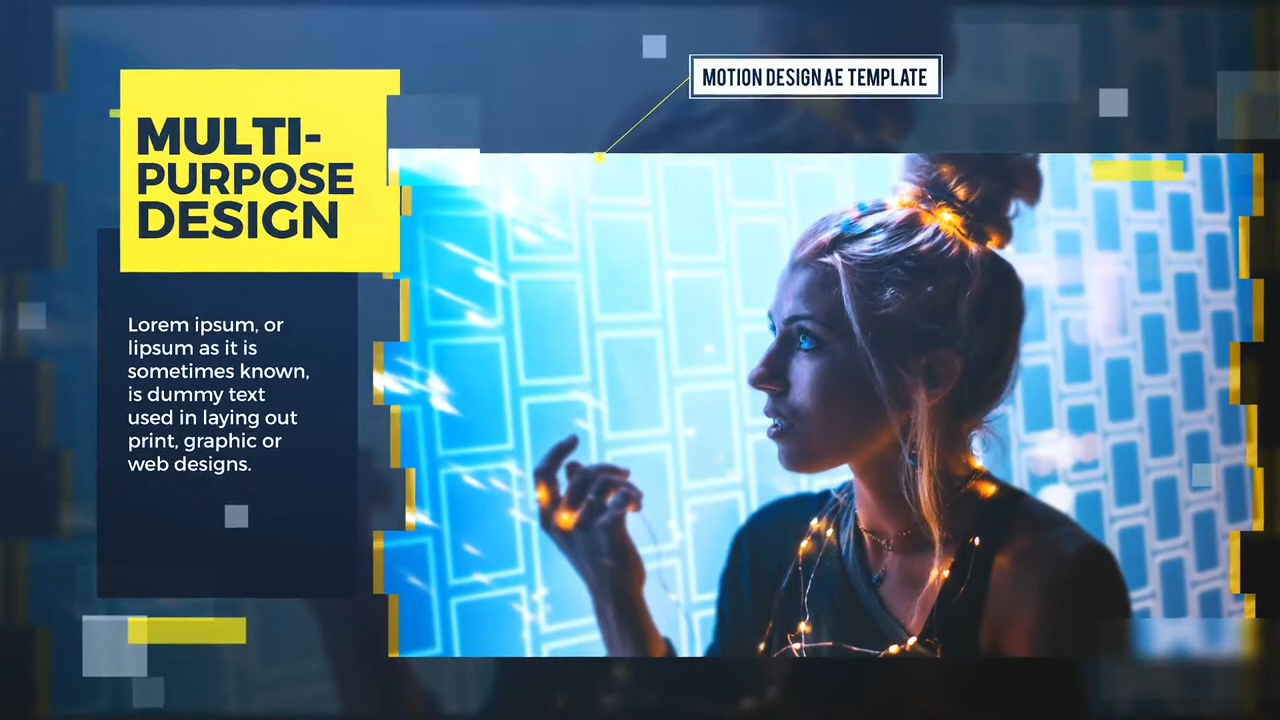 MULTI-
PURPOSE
DESIGN
MOTION DESIGN AE TEMPLATE
Lorem ipsum, or
lipsum as it is
sometimes known,
is dummy text
used in laying out
print, graphic or
web designs.